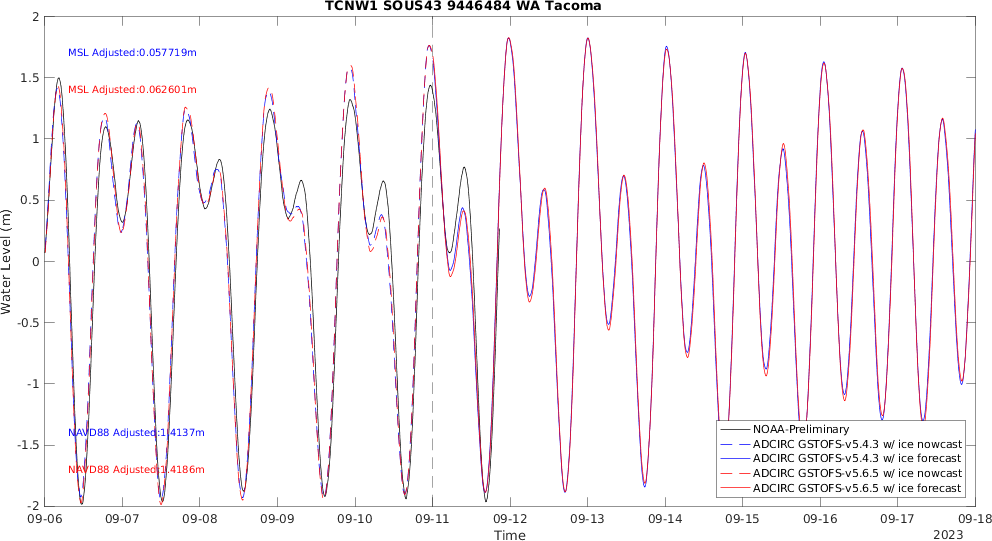 TCNW1 SOUS43 9446484 WA Tacoma
2
1.5
1
0.5
0
-0.5
-1
-1.5
-2
Water Level (m)
MSL Adjusted:0.057719m
MSL Adjusted:0.062601m
NAVD88 Adjusted:1.4137m
NAVD88 Adjusted:1.4186m
NOAA-Preliminary
ADCIRC GSTOFS-v5.4.3 w/ ice nowcast
ADCIRC GSTOFS-v5.4.3 w/ ice forecast
ADCIRC GSTOFS-v5.6.5 w/ ice nowcast
ADCIRC GSTOFS-v5.6.5 w/ ice forecast
09-06 09-07 09-08 09-09 09-10 09-11 09-12 09-13 09-14 09-15 09-16 09-17 09-18
Time
2023